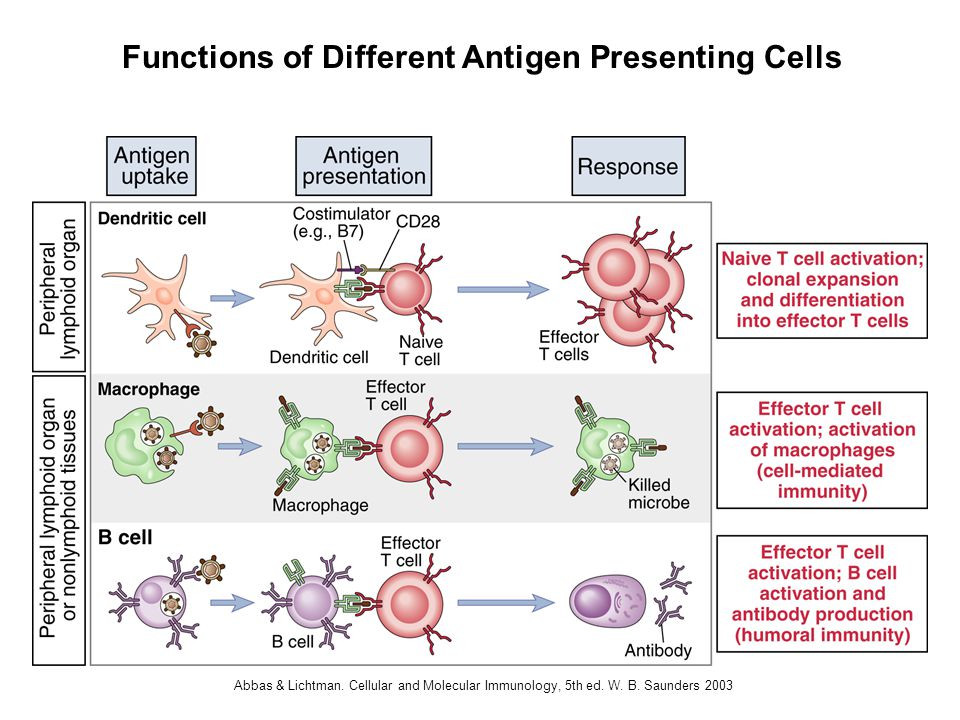 Functions of Different Antigen Presenting Cells
Antigen
uptake
Antigen
presentation
Response
Peripheral
lymphoid organ
Dendritic cell
Costimulator
(e.g., B7)
CD28
Dendritic cell
Naive
T cell
Effector
T cells
Naive T cell activation;
clonal expansion
and differentiation
into effector T cells
Peripheral lymphoid organ
or nonlymphoid tissues
Macrophage
Effector
T cell
Macrophage
Killed
microbe
Effector T cell
activation; activation
of macrophages
(cell-mediated
immunity)
B cell
Effector
T cell
B cell
Antibody
Effector T cell
activation; B cell
activation and
antibody production
(humoral immunity)
Abbas & Lichtman. Cellular and Molecular Immunology, 5th ed. W. B. Saunders 2003